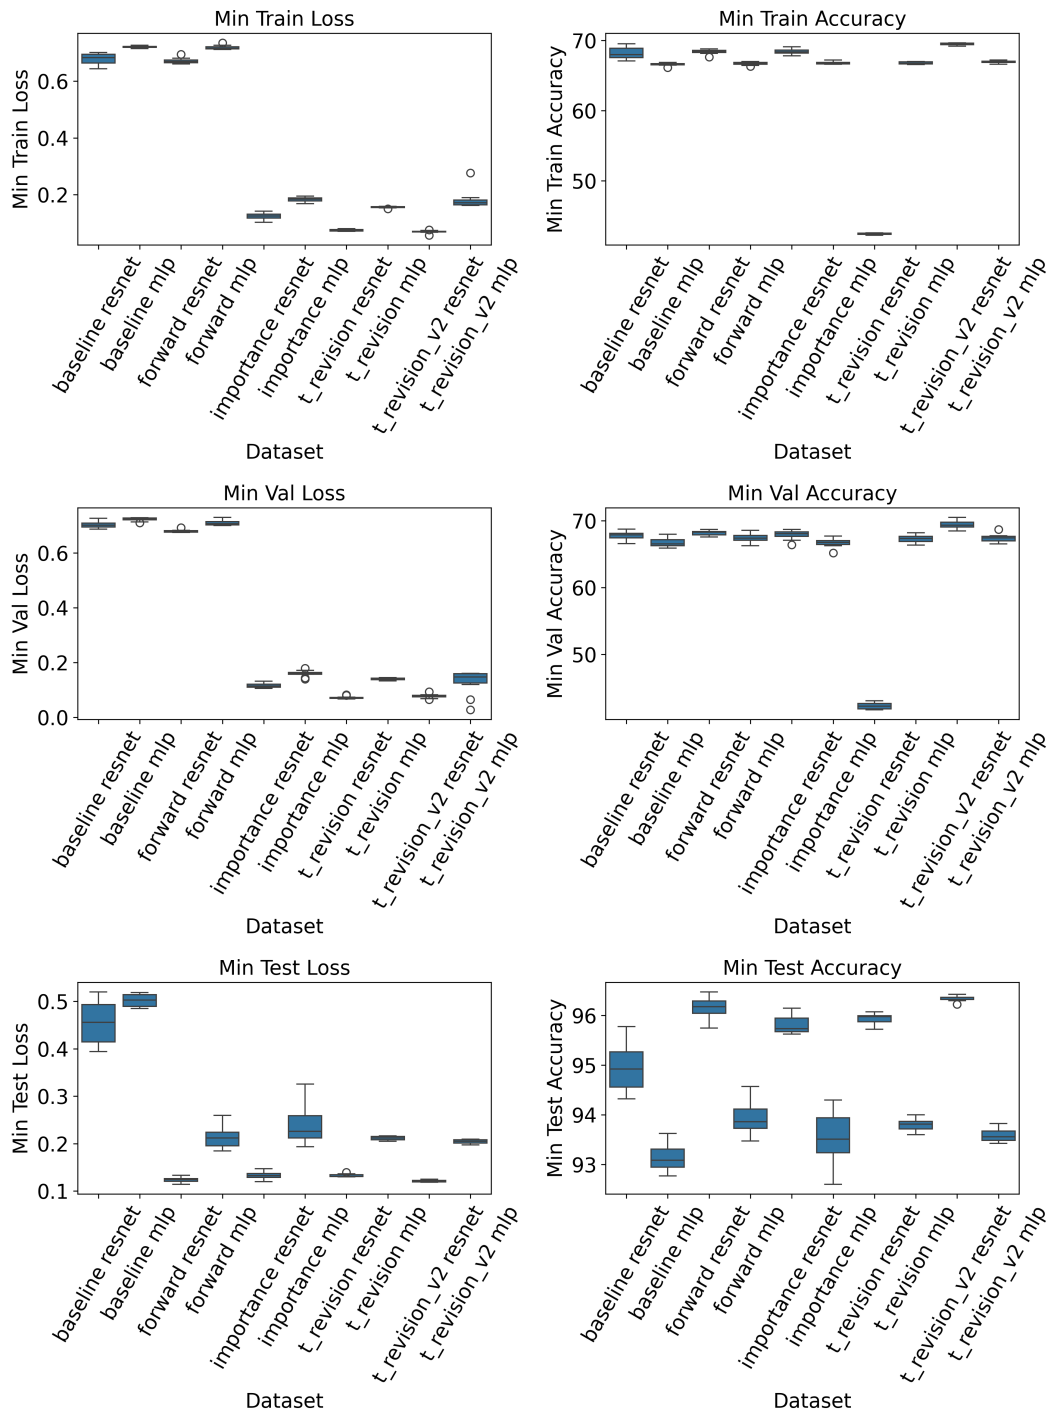 Min Train Loss
Min Train Loss
0.6
0.4
0.2
baseline resnet
baseline mlp
forward resnet
forward mlp
importance resnet
importance mlp
t_revision resnet
t_revision mlp
t_revision_v2 resnet
t_revision_v2 mlp
Dataset
Min Train Accuracy
Min Train Accuracy
70
60
50
baseline resnet
baseline mlp
forward resnet
forward mlp
importance resnet
importance mlp
t_revision resnet
t_revision mlp
t_revision_v2 resnet
t_revision_v2 mlp
Dataset
Min Val Loss
Min Val Loss
0.6
0.4
0.2
0.0
baseline resnet
baseline mlp
forward resnet
forward mlp
importance resnet
importance mlp
t_revision resnet
t_revision mlp
t_revision_v2 resnet
t_revision_v2 mlp
Dataset
Min Val Accuracy
Min Val Accuracy
70
60
50
baseline resnet
baseline mlp
forward resnet
forward mlp
importance resnet
importance mlp
t_revision resnet
t_revision mlp
t_revision_v2 resnet
t_revision_v2 mlp
Dataset
Min Test Loss
Min Test Loss
0.5
0.4
0.3
0.2
0.1
baseline resnet
baseline mlp
forward resnet
forward mlp
importance resnet
importance mlp
t_revision resnet
t_revision mlp
t_revision_v2 resnet
t_revision_v2 mlp
Dataset
Min Test Accuracy
Min Test Accuracy
96
95
94
93
baseline resnet
baseline mlp
forward resnet
forward mlp
importance resnet
importance mlp
t_revision resnet
t_revision mlp
t_revision_v2 resnet
t_revision_v2 mlp
Dataset